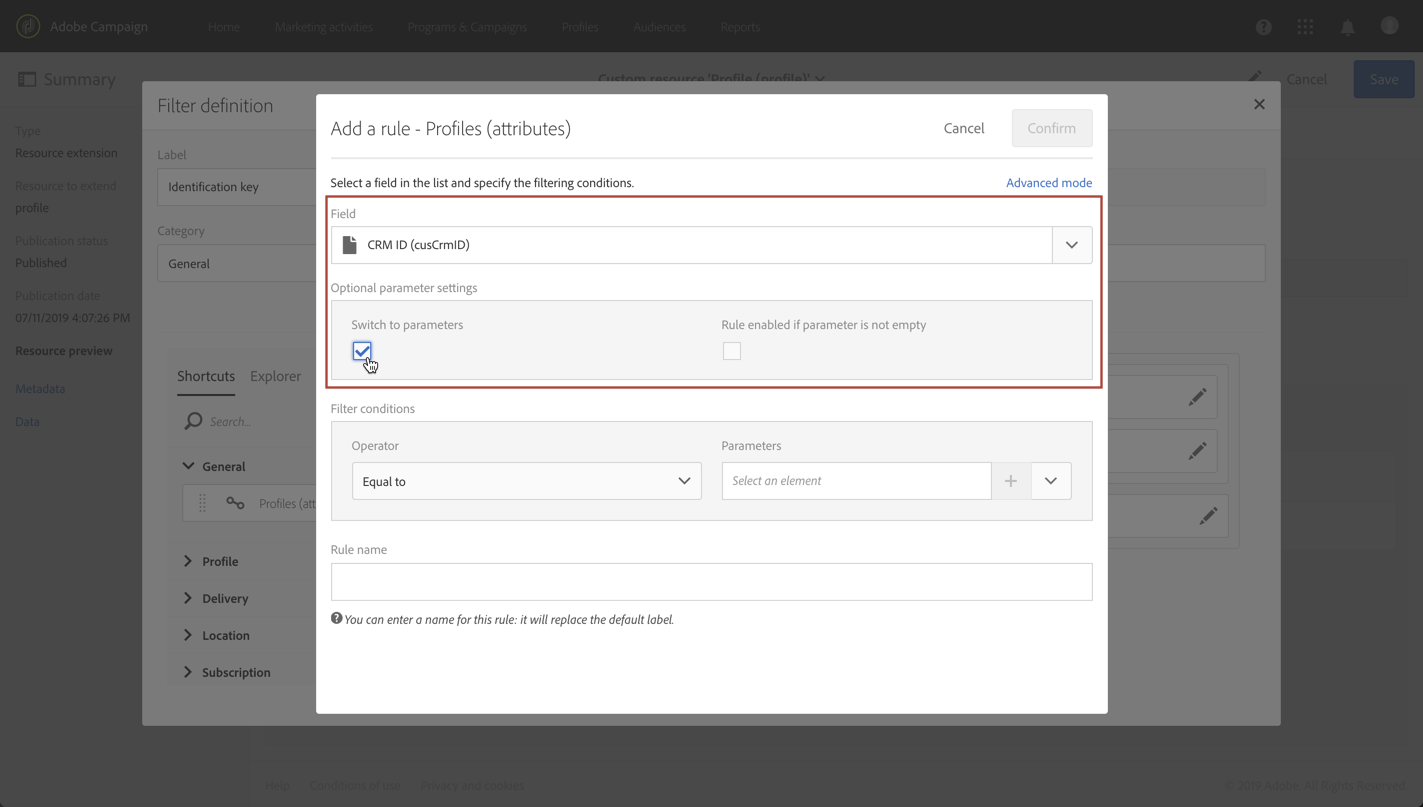 Adobe Campaign
Home
Marketing activities
Programs & Campaigns
Profiles
Audiences
Reports
Summary
Custom resource 'Profile (profile)'
Cancel
Save
Type
Resource extension
Resource to extend
profile
Publication status
Published
Publication date
07/11/2019 4:07:26 PM
Resource preview
Metadata
Data
Filter definition
Label
Identification key
Category
General
Shortcuts
Explorer
Search...
General
Profiles (att
Profile
Delivery
Location
Subscription
Add a rule - Profiles (attributes)
Cancel
Confirm
Select a field in the list and specify the filtering conditions.
Advanced mode
Field
CRM ID (cusCrmID)
Optional parameter settings
Switch to parameters
Rule enabled if parameter is not empty
Filter conditions
Operator
Parameters
Equal to
Select an element
Rule name
You can enter a name for this rule: it will replace the default label.
Help
Conditions of use
Privacy and cookies
© 2019 Adobe. All Rights Reserved.